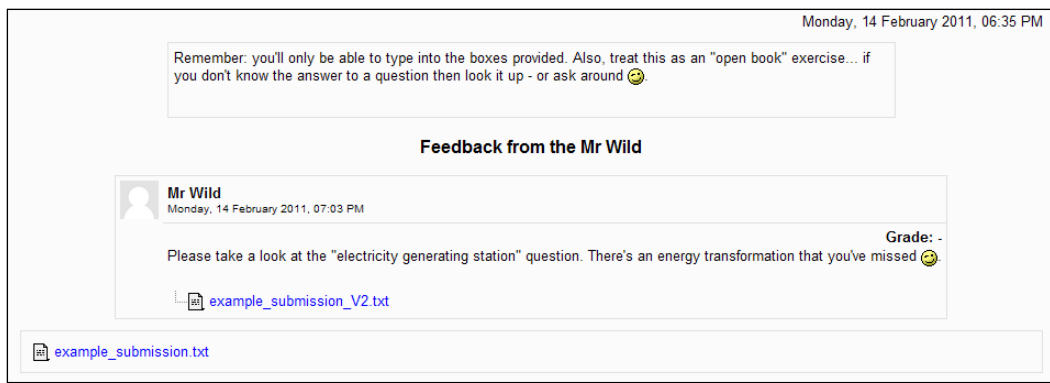 Monday, 14 February 2011, 06:35 PM
Remember: you'll only be able to type into the boxes provided. Also, treat this as an "open book" exercise... if
you don't know the answer to a question then look it up - or ask around .
Feedback from the Mr Wild
Mr Wild
Monday, 14 February 2011, 07:03 PM
Grade: -
Please take a look at the "electricity generating station" question. There's an energy transformation that you've missed .
example_submission_V2.txt
example_submission.txt